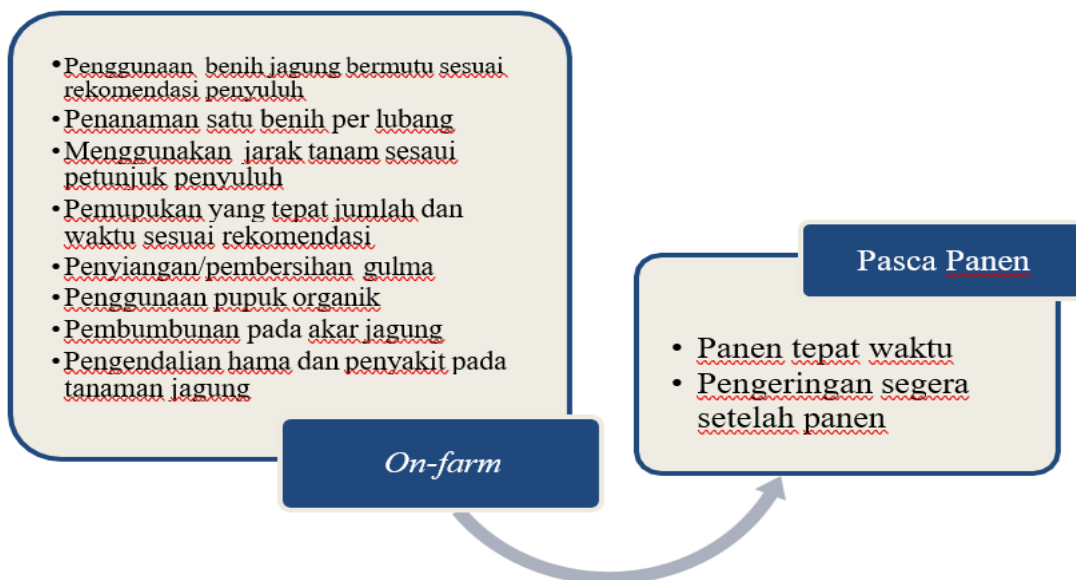 •Penggunaan benih jagung bermutu sesuai
rekomendasi penyuluh
•Penanaman satu benih per lubang
•Menggunakan jarak tanam sesaui
petunjuk penyuluh
•Pemupukan yang tepat jumlah dan
waktu sesuai rekomendasi
•Penyiangan/pembersihan gulma
•Penggunaan pupuk organik
•Pembumbunan pada akar jagung
•Pengendalian hama dan penyakit pada
tanaman jagung
On-farm
Pasca Panen
• Panen tepat waktu
• Pengeringan segera
setelah panen